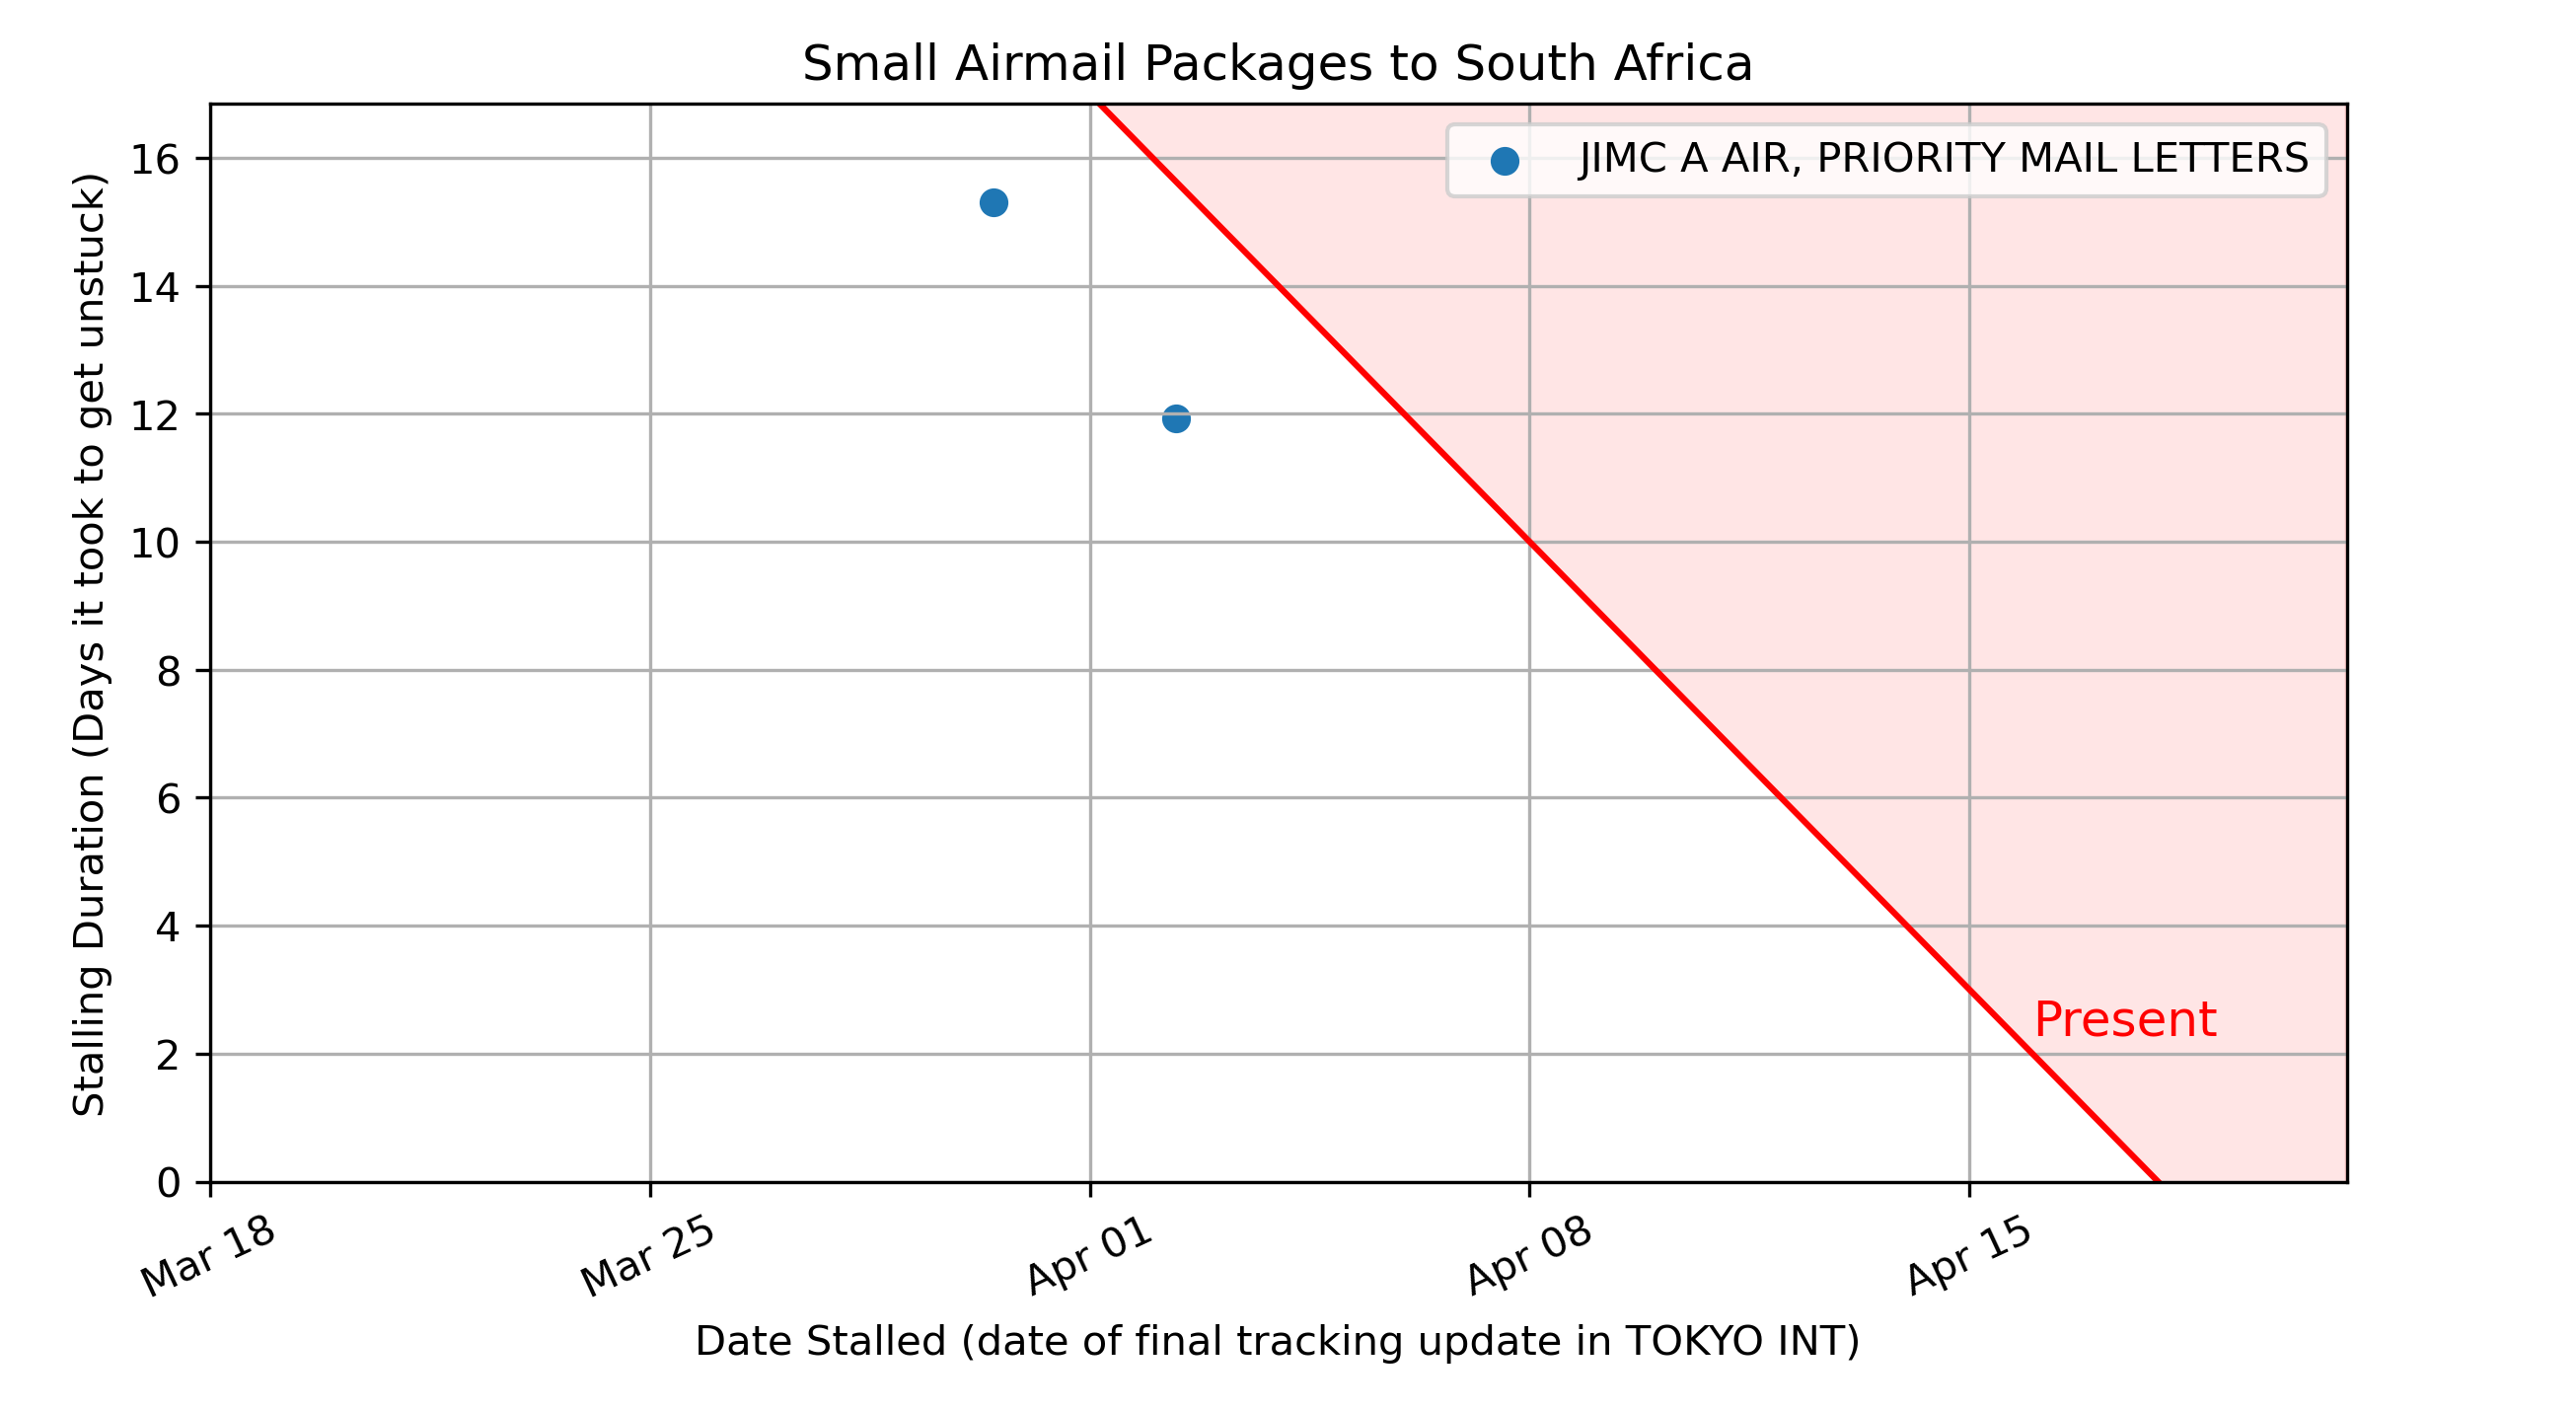 Small Airmail Packages to South Africa
JIMC A AIR, PRIORITY MAIL LETTERS
Stalling Duration (Days it took to get unstuck)
16
14
12
10
8
6
4
2
0
Present
Mar 18
Mar 25
Apr 01
Apr 08
Apr 15
Date Stalled (date of final tracking update in TOKYO INT)